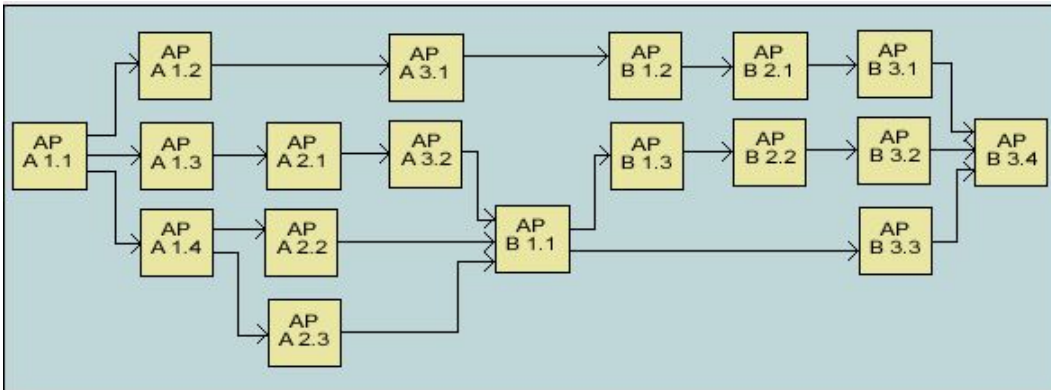 AP
A 1.2
AP
A 3.1
AP
B 1.2
AP
B 2.1
AP
B 3.1
AP
A 1.1
AP
A 1.3
AP
A 2.1
AP
A 3.2
AP
B 1.3
AP
B 2.2
AP
B 3.2
AP
B 3.4
AP
A 1.4
AP
A 2.2
AP
B 1.1
AP
B 3.3
AP
A 2.3